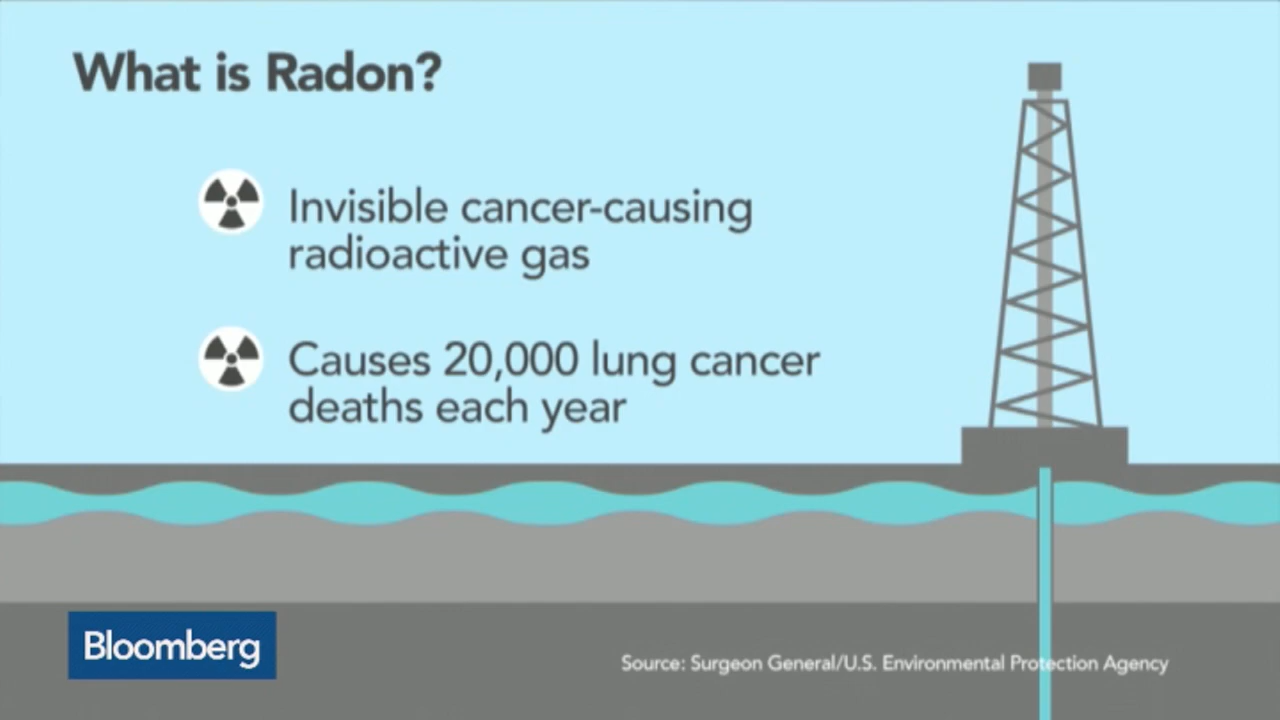 What is Radon?
Invisible cancer-causing
radioactive gas
Causes 20,000 lung cancer
deaths each year
Bloomberg
Source: Surgeon General/U.S. Environmental Protection Agency